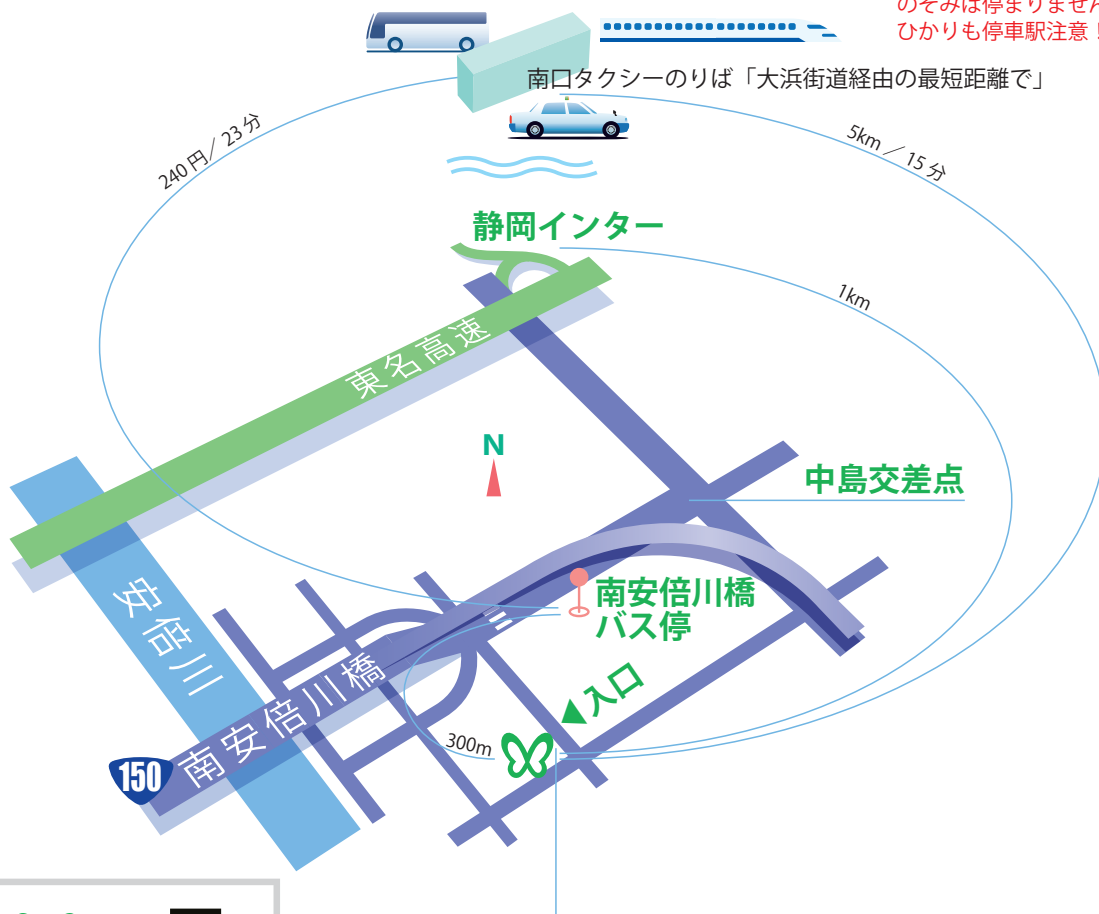 のぞみは停まりません
ひかりも停車駅注意！
南口タクシーのりば「大浜街道経由の最短距離で」
240円／23分
5km／15分
静岡インター
1km
東名高速
N
中島交差点
安倍川
南安倍川橋
バス停
入口
南安倍川橋
300m
150